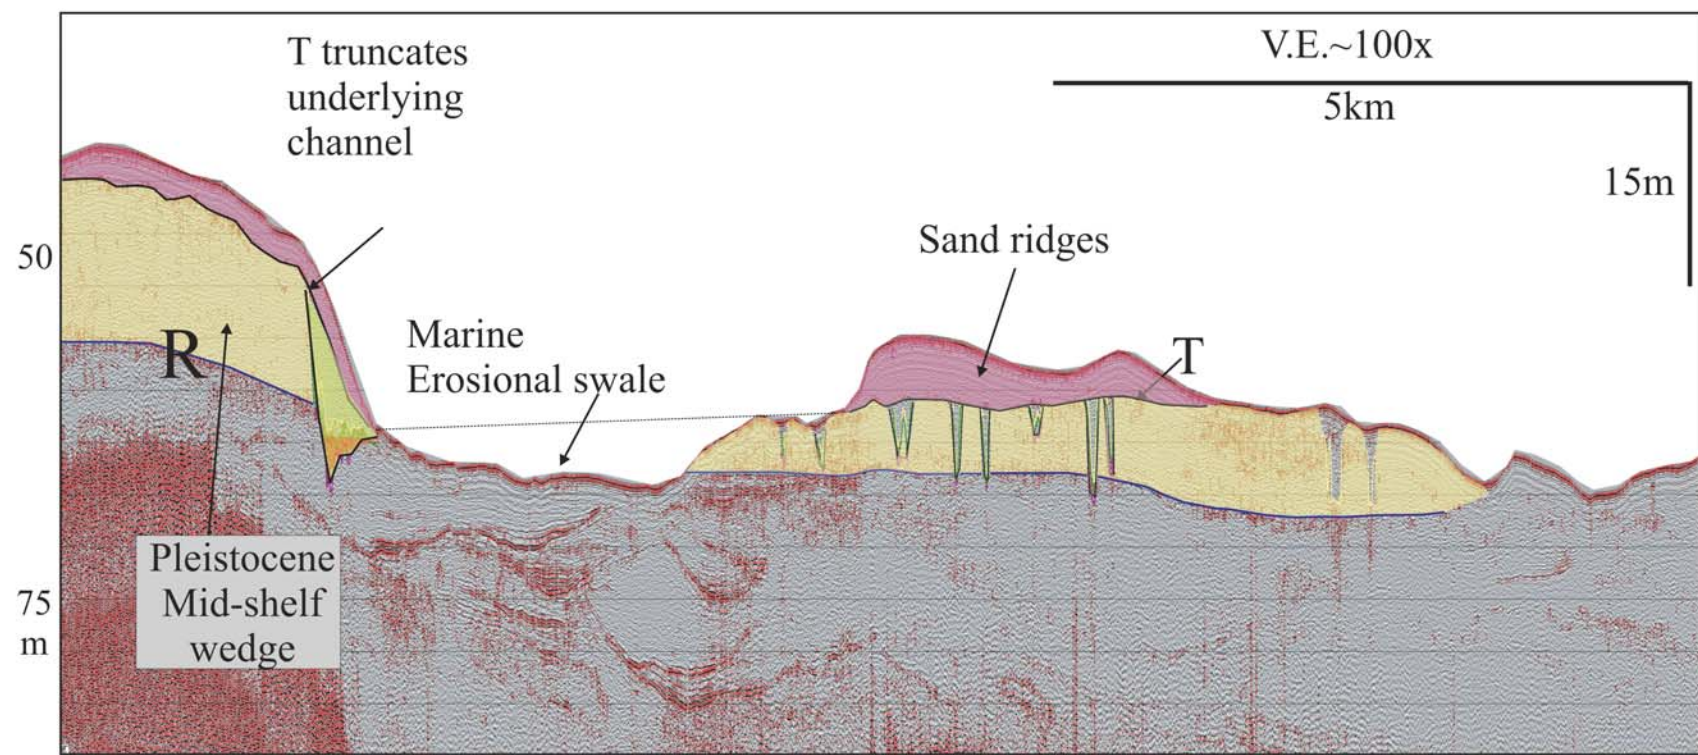 T truncates
underlying
channel
V.E.~100x
5km
15m
50
Sand ridges
R
Marine
Erosional swale
T
Pleistocene
Mid-shelf
wedge
75
m